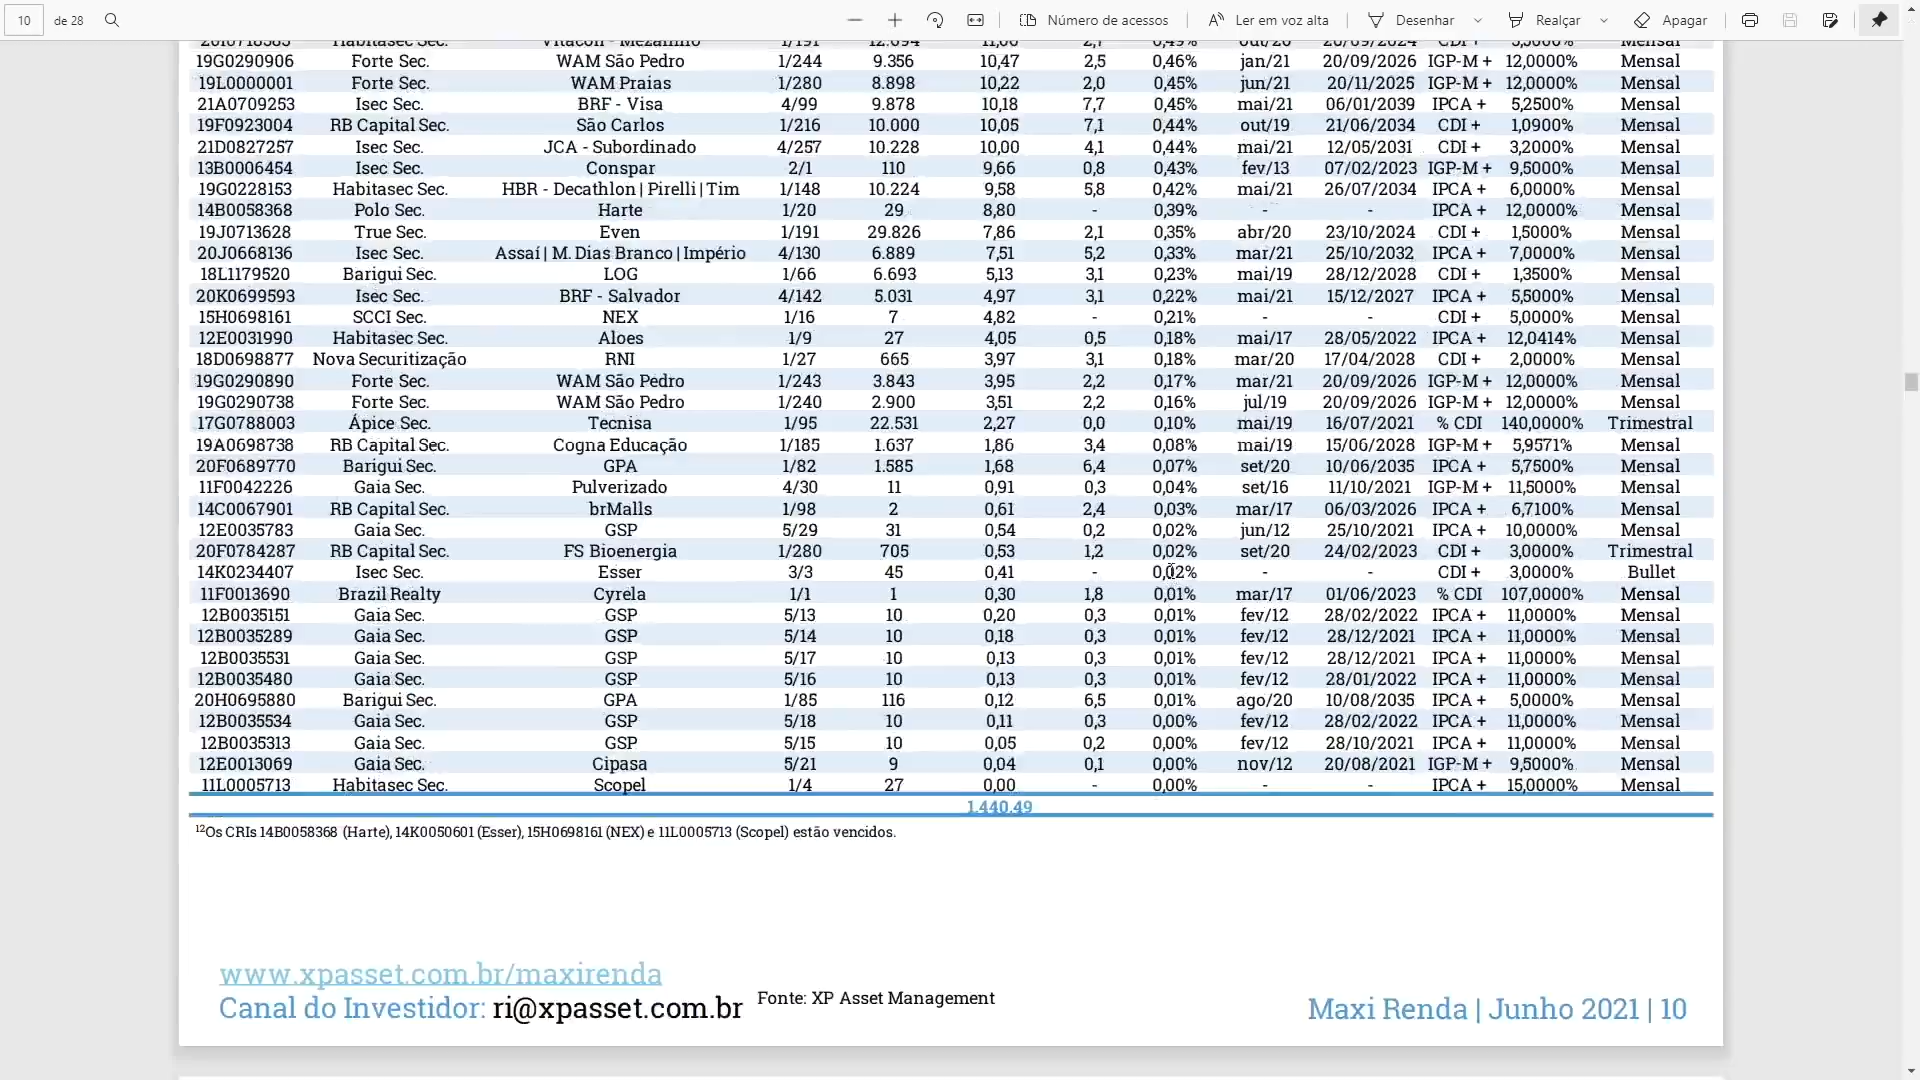 10 de 28 Número de acessos Ler em voz alta Desenhar Realçar Apagar
20I0718383 Habitasec Sec. Vitacon - Mezanino 1/191 12.694 11,06 2,7 0,49% out/20 20/09/2024 CDI + Mensal
19G0290906 Forte Sec. WAM São Pedro 1/244 9.356 10,47 2,5 0,46% jan/21 20/09/2026 IGP-M + 12,0000% Mensal
19L0000001 Forte Sec. WAM Praias 1/280 8.898 10,22 2,0 0,45% jun/21 20/11/2025 IGP-M + 12,0000% Mensal
21A0709253 Isec Sec. BRF - Visa 4/99 9.878 10,18 7,7 0,45% mai/21 06/01/2039 IPCA + 5,2500% Mensal
19F0923004 RB Capital Sec. São Carlos 1/216 10.000 10,05 7,1 0,44% out/19 21/06/2034 CDI + 1,0900% Mensal
21D0827257 Isec Sec. JCA - Subordinado 4/257 10.228 10,00 4,1 0,44% mai/21 12/05/2031 CDI + 3,2000% Mensal
13B0006454 Isec Sec. Conspar 2/1 110 9,66 0,8 0,43% fev/13 07/02/2023 IGP-M + 9,5000% Mensal
19G0228153 Habitasec Sec. HBR - Decathlon | Pirelli | Tim 1/148 10.224 9,58 5,8 0,42% mai/21 26/07/2034 IPCA + 6,0000% Mensal
14B0058368 Polo Sec. Harte 1/20 29 8,80 - 0,39% - - IPCA + 12,0000% Mensal
19J0713628 True Sec. Even 1/191 29.826 7,86 2,1 0,35% abr/20 23/10/2024 CDI + 1,5000% Mensal
20J0668136 Isec Sec. Assaí | M. Dias Branco | Império 4/130 6.889 7,51 5,2 0,33% mar/21 25/10/2032 IPCA + 7,0000% Mensal
18L1179520 Barigui Sec. LOG 1/66 6.693 5,13 3,1 0,23% mai/19 28/12/2028 CDI + 1,3500% Mensal
20K0699593 Isec Sec. BRF - Salvador 4/142 5.031 4,97 3,1 0,22% mai/21 15/12/2027 IPCA + 5,5000% Mensal
15H0698161 SCCI Sec. NEX 1/16 7 4,82 - 0,21% - - CDI + 5,0000% Mensal
12E0031990 Habitasec Sec. Aloes 1/9 27 4,05 0,5 0,18% mai/17 28/05/2022 IPCA + 12,0414% Mensal
18D0698877 Nova Securitização RNI 1/27 665 3,97 3,1 0,18% mar/20 17/04/2028 CDI + 2,0000% Mensal
19G0290890 Forte Sec. WAM São Pedro 1/243 3.843 3,95 2,2 0,17% mar/21 20/09/2026 IGP-M + 12,0000% Mensal
19G0290738 Forte Sec. WAM São Pedro 1/240 2.900 3,51 2,2 0,16% jul/19 20/09/2026 IGP-M + 12,0000% Mensal
17G0788003 Ápice Sec. Tecnisa 1/95 22.531 2,27 0,0 0,10% mai/19 16/07/2021 % CDI 140,0000% Trimestral
19A0698738 RB Capital Sec. Cogna Educação 1/185 1.637 1,86 3,4 0,08% mai/19 15/06/2028 IGP-M + 5,9571% Mensal
20F0689770 Barigui Sec. GPA 1/82 1.585 1,68 6,4 0,07% set/20 10/06/2035 IPCA + 5,7500% Mensal
11F0042226 Gaia Sec. Pulverizado 4/30 11 0,91 0,3 0,04% set/16 11/10/2021 IGP-M + 11,5000% Mensal
14C0067901 RB Capital Sec. brMalls 1/98 2 0,61 2,4 0,03% mar/17 06/03/2026 IPCA + 6,7100% Mensal
12E0035783 Gaia Sec. GSP 5/29 31 0,54 0,2 0,02% jun/12 25/10/2021 IPCA + 10,0000% Mensal
20F0784287 RB Capital Sec. FS Bioenergia 1/280 705 0,53 1,2 0,02% set/20 24/02/2023 CDI + 3,0000% Trimestral
14K0234407 Isec Sec. Esser 3/3 45 0,41 - 0,02% - - CDI + 3,0000% Bullet
11F0013690 Brazil Realty Cyrela 1/1 1 0,30 1,8 0,01% mar/17 01/06/2023 % CDI 107,0000% Mensal
12B0035151 Gaia Sec. GSP 5/13 10 0,20 0,3 0,01% fev/12 28/02/2022 IPCA + 11,0000% Mensal
12B0035289 Gaia Sec. GSP 5/14 10 0,18 0,3 0,01% fev/12 28/12/2021 IPCA + 11,0000% Mensal
12B0035531 Gaia Sec. GSP 5/17 10 0,13 0,3 0,01% fev/12 28/12/2021 IPCA + 11,0000% Mensal
12B0035480 Gaia Sec. GSP 5/16 10 0,13 0,3 0,01% fev/12 28/01/2022 IPCA + 11,0000% Mensal
20H0695880 Barigui Sec. GPA 1/85 116 0,12 6,5 0,01% ago/20 10/08/2035 IPCA + 5,0000% Mensal
12B0035534 Gaia Sec. GSP 5/18 10 0,11 0,3 0,00% fev/12 28/02/2022 IPCA + 11,0000% Mensal
12B0035313 Gaia Sec. GSP 5/15 10 0,05 0,2 0,00% fev/12 28/10/2021 IPCA + 11,0000% Mensal
12E0013069 Gaia Sec. Cipasa 5/21 9 0,04 0,1 0,00% nov/12 20/08/2021 IGP-M + 9,5000% Mensal
11L0005713 Habitasec Sec. Scopel 1/4 27 0,00 - 0,00% - - IPCA + 15,0000% Mensal
1.440,49
12Os CRIs 14B0058368 (Harte), 14K0050601 (Esser), 15H0698161 (NEX) e 11L0005713 (Scopel) estão vencidos.
www.xpasset.com.br/maxirenda
Canal do Investidor: ri@xpasset.com.br Fonte: XP Asset Management
Maxi Renda | Junho 2021 | 10